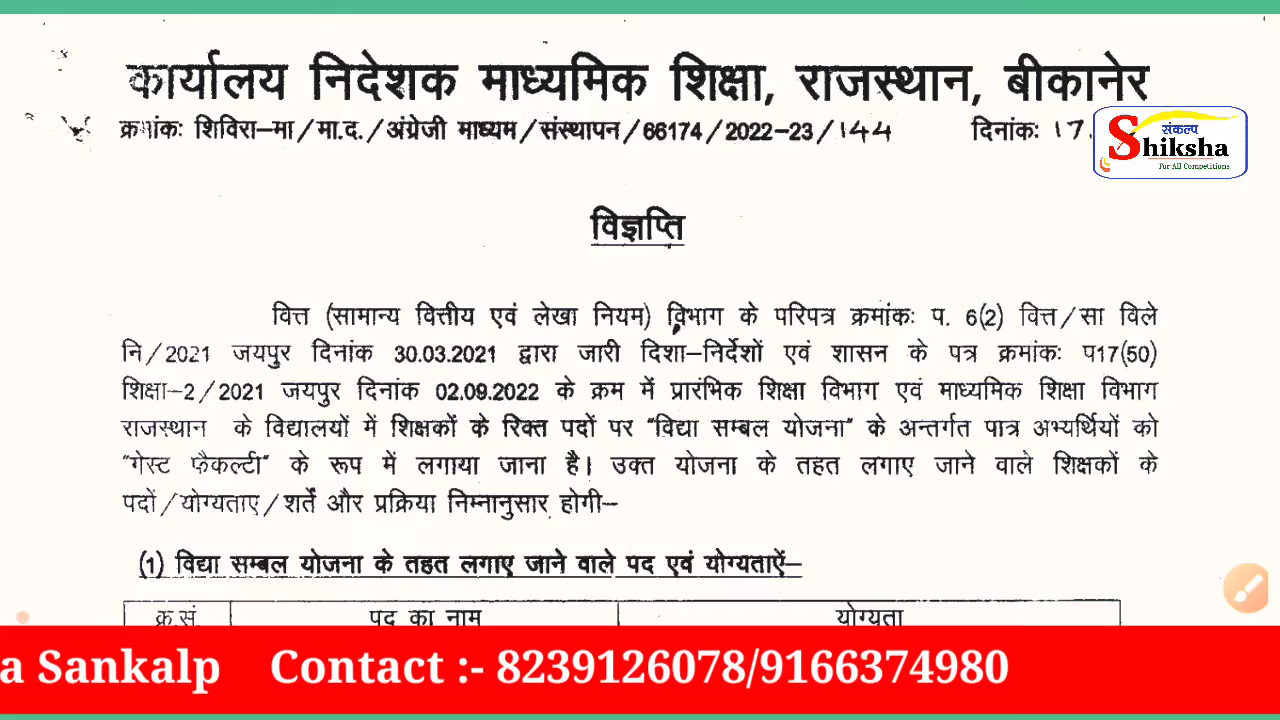 कार्यालय निदेशक माध्यमिक शिक्षा, राजस्थान, बीकानेर
क्रमांकः शिविरा–मा/मा.द./अंग्रेजी माध्यम/संस्थापन/66174/2022-23/144 दिनांकः 17.
संकल्प
Shiksha
For All Competitions
विज्ञप्ति
वित्त (सामान्य वित्तीय एवं लेखा नियम) विभाग के परिपत्र क्रमांकः प. 6(2) वित्त/सा विले
नि/2021 जयपुर दिनांक 30.03.2021 द्वारा जारी दिशा–निर्देशों एवं शासन के पत्र क्रमांकः प17(50)
शिक्षा–2/2021 जयपुर दिनांक 02.09.2022 के क्रम में प्रारंभिक शिक्षा विभाग एवं माध्यमिक शिक्षा विभाग
राजस्थान के विद्यालयों में शिक्षकों के रिक्त पदों पर "विद्या सम्बल योजना" के अन्तर्गत पात्र अभ्यर्थियों को
"गेस्ट फैकल्टी" के रूप में लगाया जाना है। उक्त योजना के तहत लगाए जाने वाले शिक्षकों के
पदों/योग्यताए/शर्तें और प्रक्रिया निम्नानुसार होगी–
(1) विद्या सम्बल योजना के तहत लगाए जाने वाले पद एवं योग्यताऐं–
क्र.सं. पद का नाम योग्यता
a Sankalp Contact :- 8239126078/9166374980